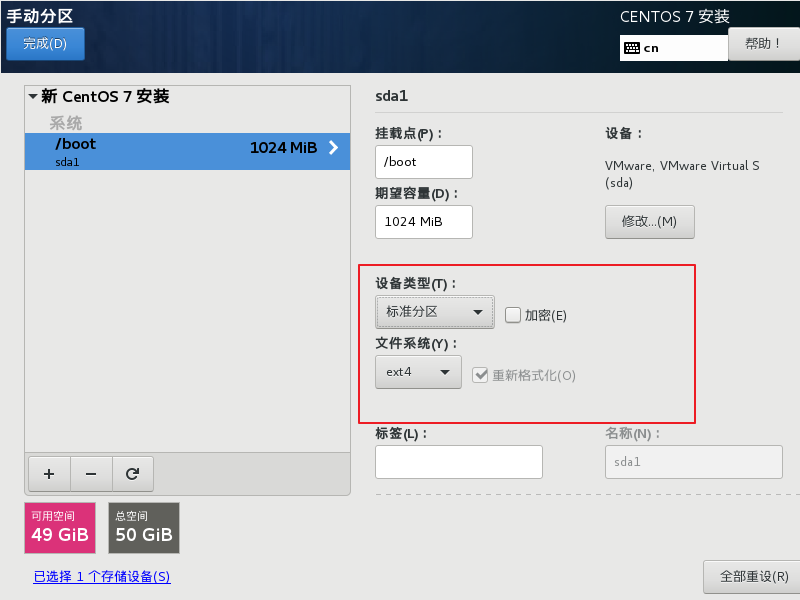 手动分区
CENTOS 7 安装
完成(D)
cn
帮助！
新 CentOS 7 安装
系统
/boot
1024 MiB
sda1
sda1
挂载点(P)：
设备：
/boot
VMware, VMware Virtual S
(sda)
期望容量(D)：
1024 MiB
修改...(M)
设备类型(T)：
标准分区
加密(E)
文件系统(Y)：
ext4
重新格式化(O)
标签(L)：
名称(N)：
sda1
可用空间
49 GiB
总空间
50 GiB
已选择 1 个存储设备(S)
全部重设(R)